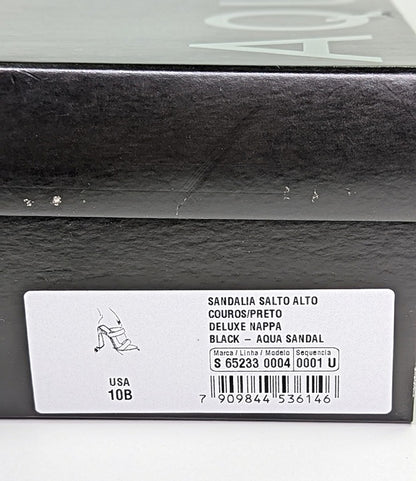 AQU
SANDALIA SALTO ALTO
COUROS/PRETO
DELUXE NAPPA
BLACK – AQUA SANDAL
Marca / Linha / Modelo Sequencia
S 65233 0004 0001 U
USA
10B
7 909844 536146